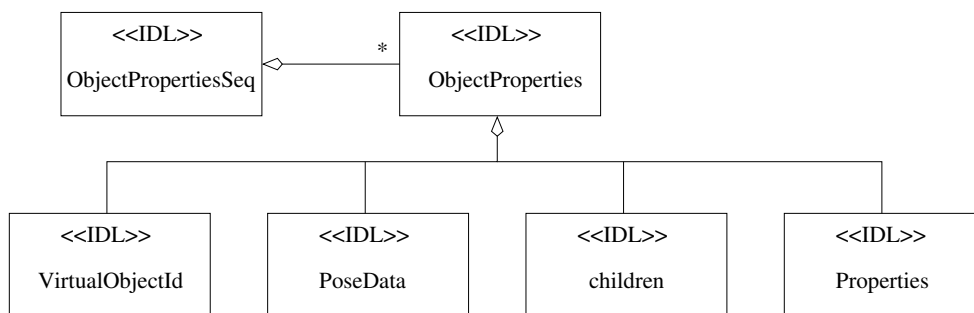 <<IDL>>
ObjectPropertiesSeq
*
<<IDL>>
ObjectProperties
<<IDL>>
VirtualObjectId
<<IDL>>
PoseData
<<IDL>>
children
<<IDL>>
Properties